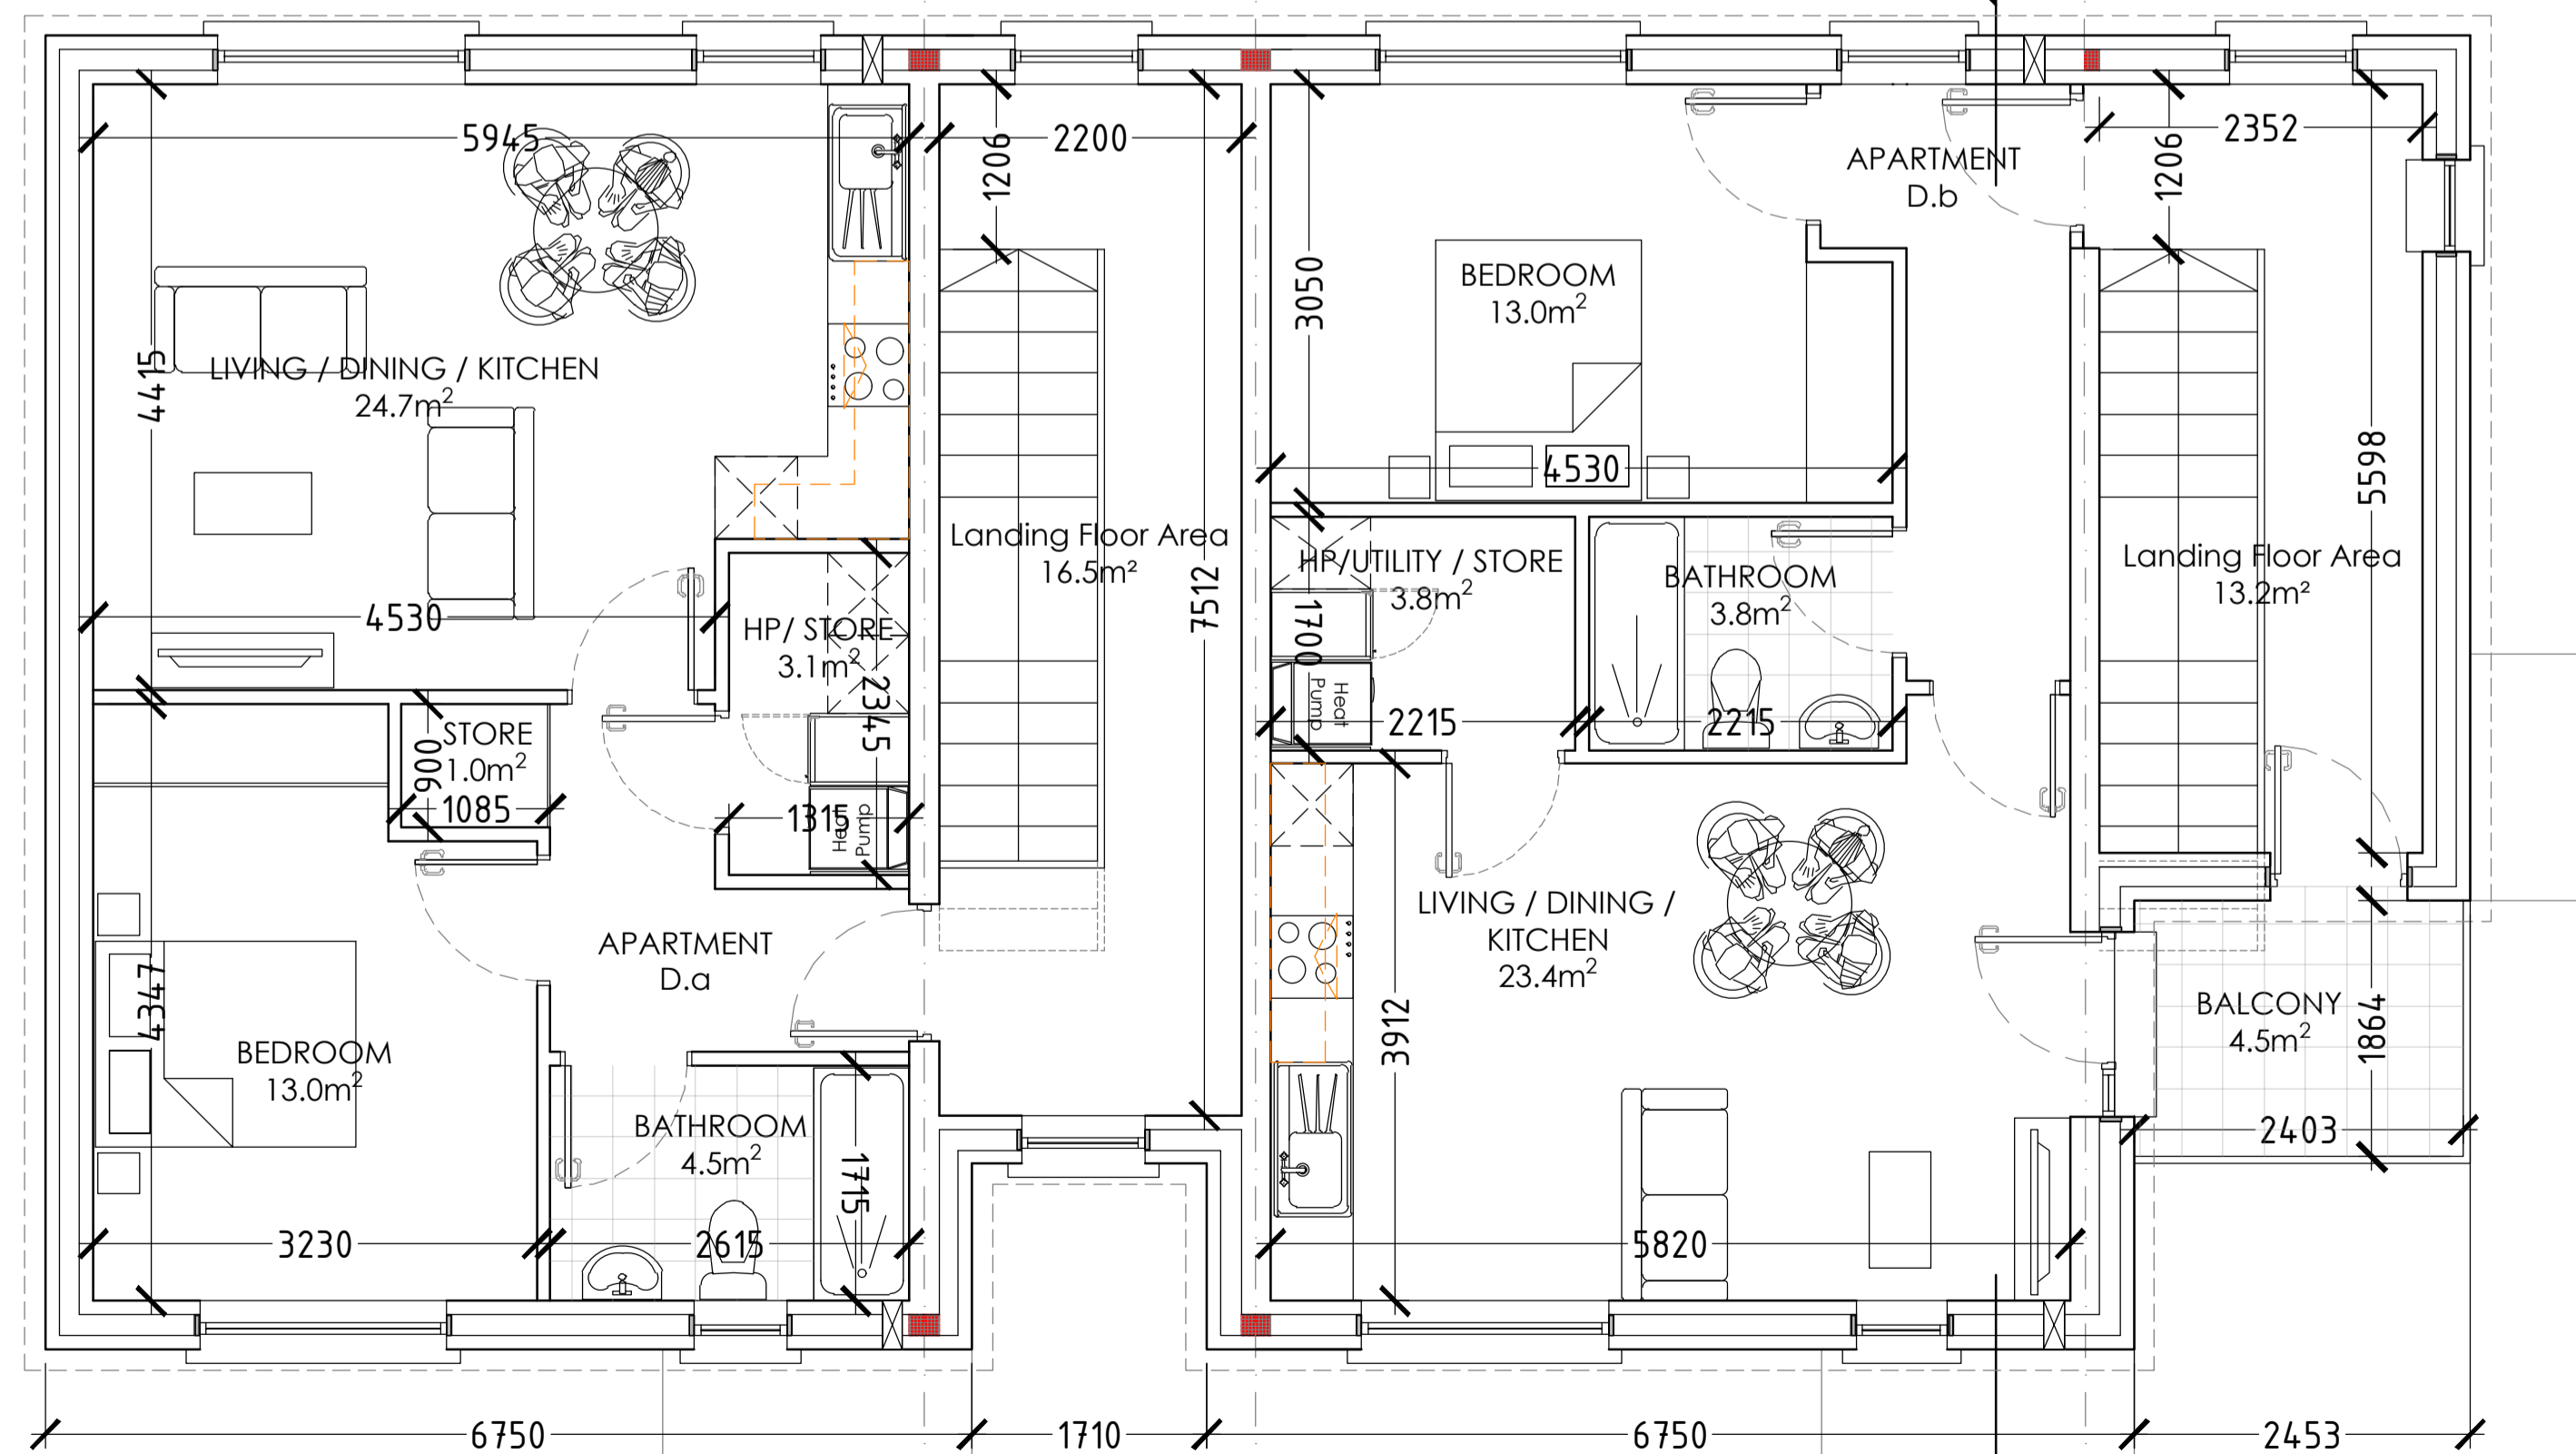 5945
1206
2200
2352
1206
APARTMENT
D.b
3050
BEDROOM
13.0m²
4415
LIVING / DINING / KITCHEN
24.7m²
4530
5598
Landing Floor Area
16.5m²
7512
HP/UTILITY / STORE
3.8m²
BATHROOM
3.8m²
Landing Floor Area
13.2m²
4530
HP/ STORE
3.1m²
2345
1700
Heat
Pump
2215
2215
STORE
1.0m²
900
1085
1315
Heat
Pump
LIVING / DINING /
KITCHEN
23.4m²
APARTMENT
D.a
4347
BEDROOM
13.0m²
3912
BALCONY
4.5m²
1864
BATHROOM
4.5m²
1715
2403
3230
2615
5820
6750
1710
6750
2453